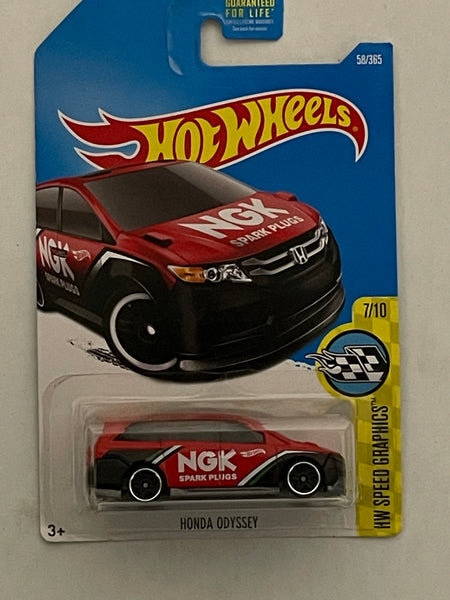 GUARANTEED
FOR LIFE
58/365
HOT WHEELS
NGK
SPARK PLUGS
NGK
SPARK PLUGS
7/10
HW SPEED GRAPHICS™
NGK
SPARK PLUGS
HONDA ODYSSEY
3+